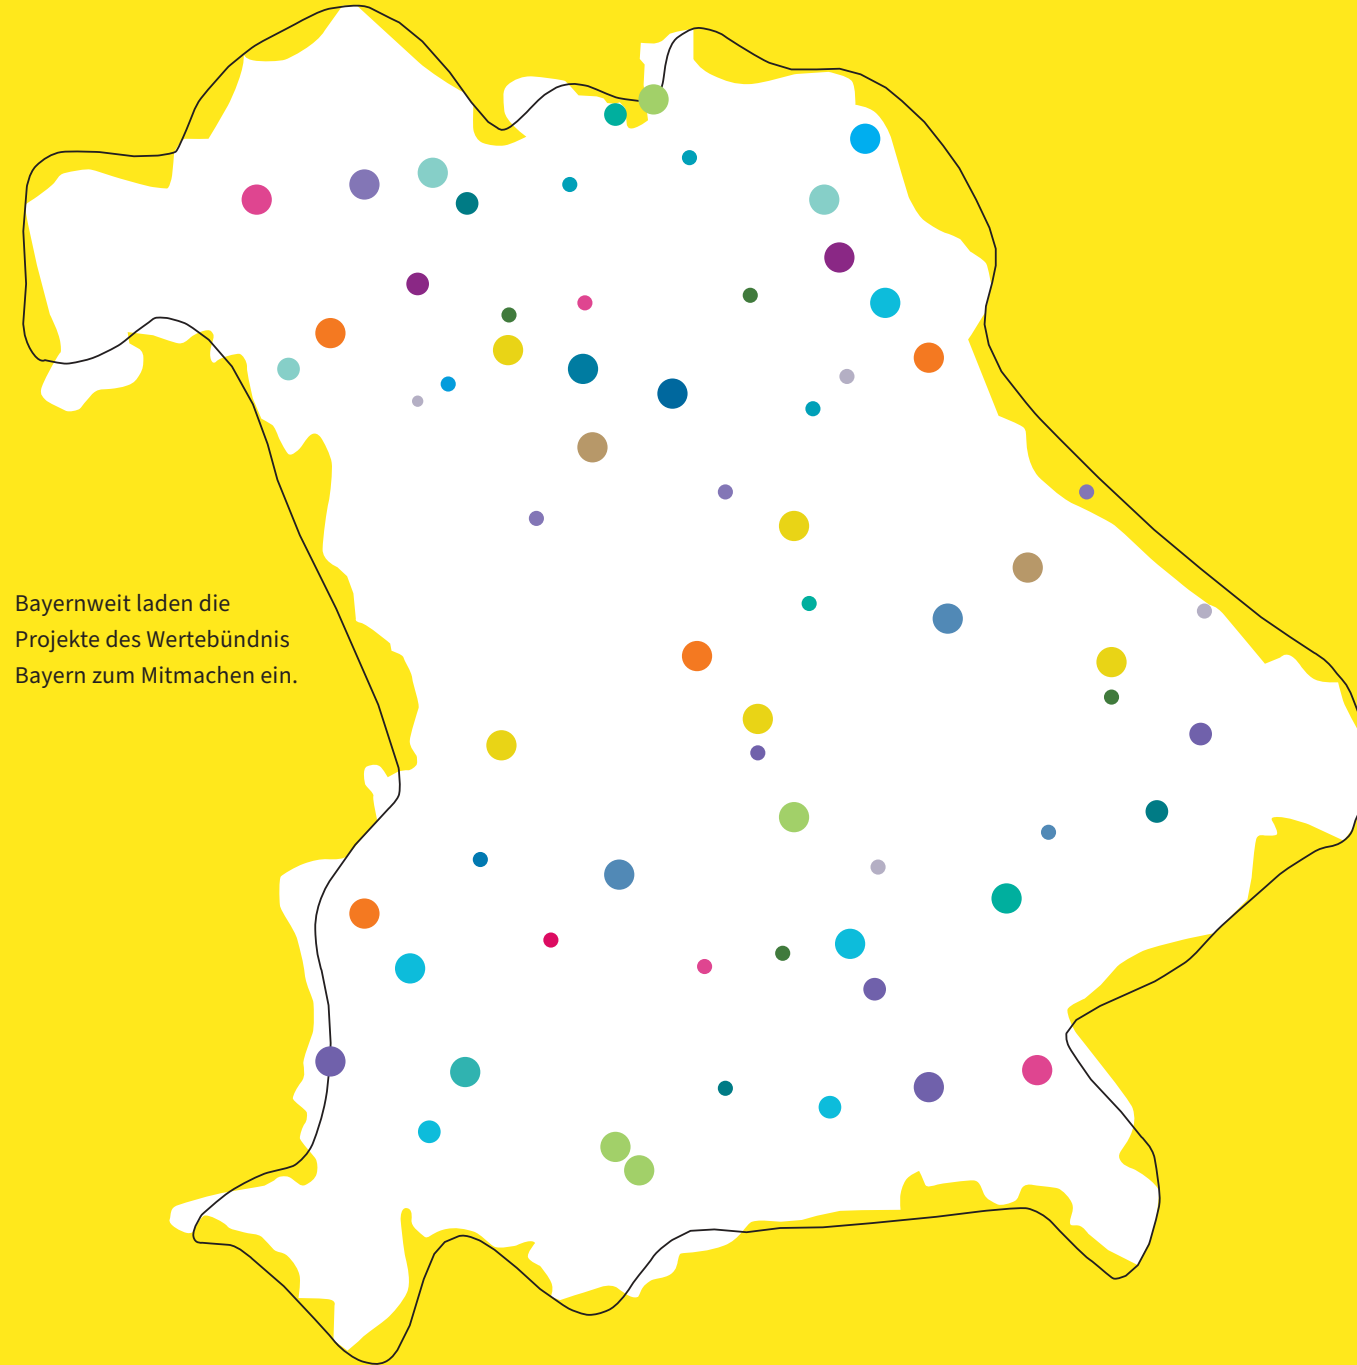 Bayernweit laden die
Projekte des Wertebündnis
Bayern zum Mitmachen ein.